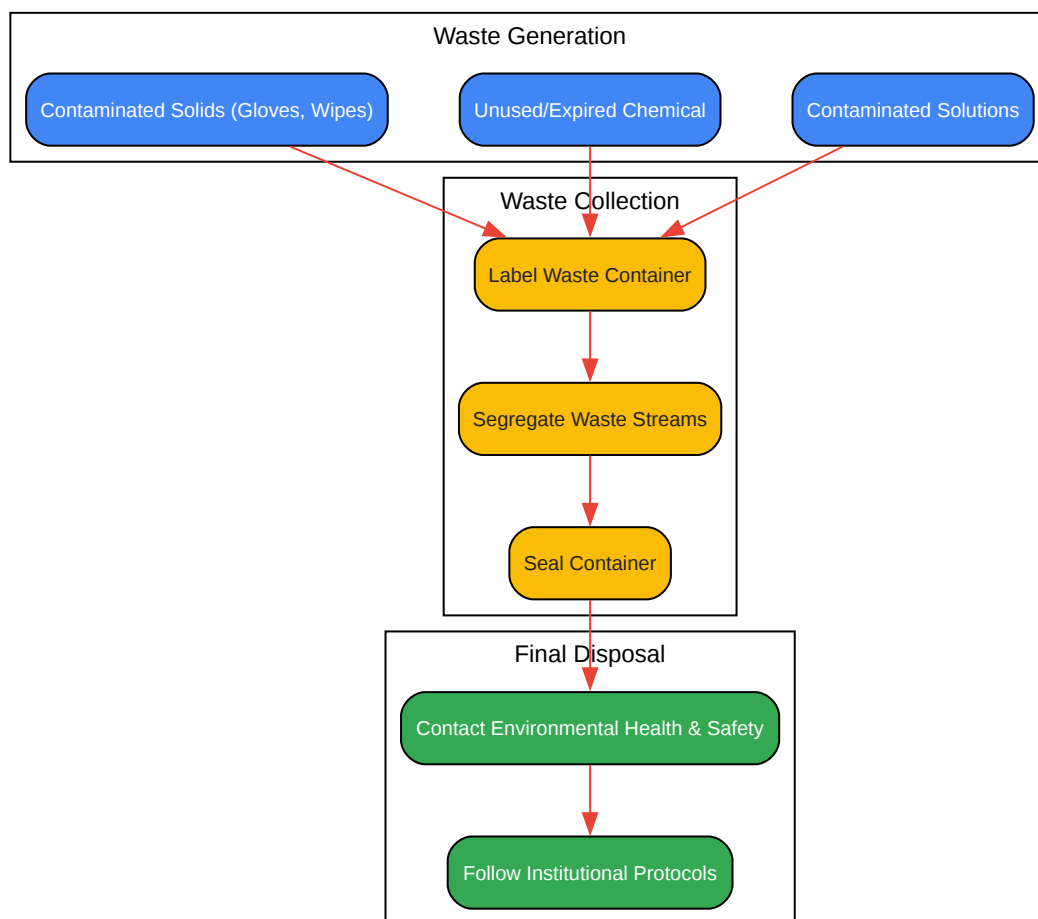 Waste Generation
Contaminated Solids (Gloves, Wipes)
Unused/Expired Chemical
Contaminated Solutions
Waste Collection
Label Waste Container
Segregate Waste Streams
Seal Container
Final Disposal
Contact Environmental Health & Safety
Follow Institutional Protocols